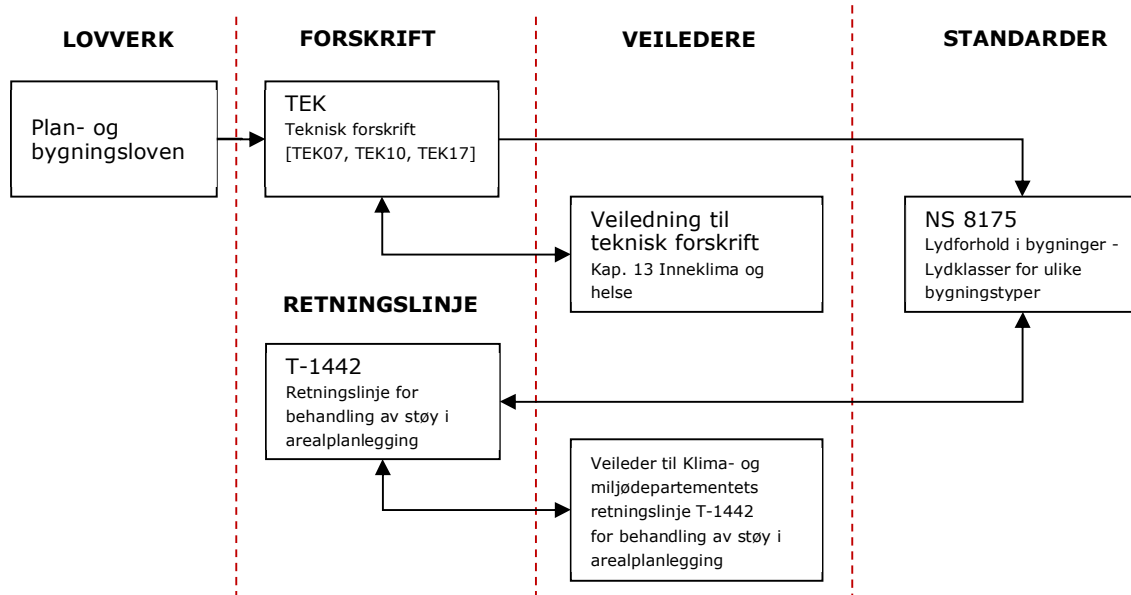 LOVVERK
FORSKRIFT
VEILEDERE
STANDARDER
Plan- og
bygningsloven
TEK
Teknisk forskrift
[TEK07, TEK10, TEK17]
Veiledning til
teknisk forskrift
Kap. 13 Inneklima og
helse
NS 8175
Lydforhold i bygninger -
Lydklasser for ulike
bygningstyper
RETNINGSLINJE
T-1442
Retningslinje for
behandling av støy i
arealplanlegging
Veileder til Klima- og
miljødepartementets
retningslinje T-1442
for behandling av støy i
arealplanlegging